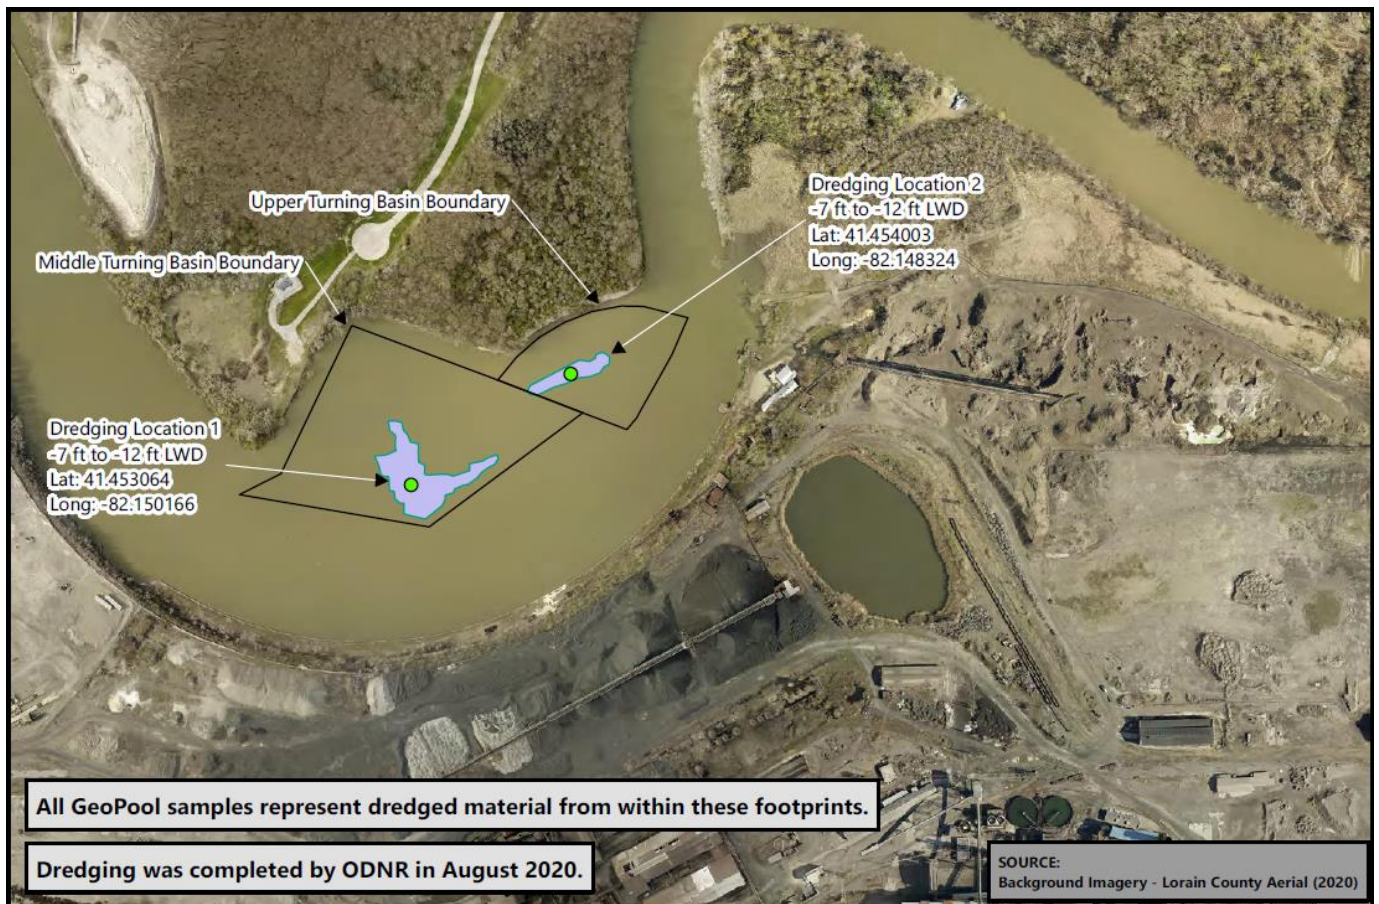 Upper Turning Basin Boundary
Middle Turning Basin Boundary
Dredging Location 2
-7 ft to -12 ft LWD
Lat: 41.454003
Long: -82.148324
Dredging Location 1
-7 ft to -12 ft LWD
Lat: 41.453064
Long: -82.150166
All GeoPool samples represent dredged material from within these footprints.
Dredging was completed by ODNR in August 2020.
SOURCE:
Background Imagery - Lorain County Aerial (2020)